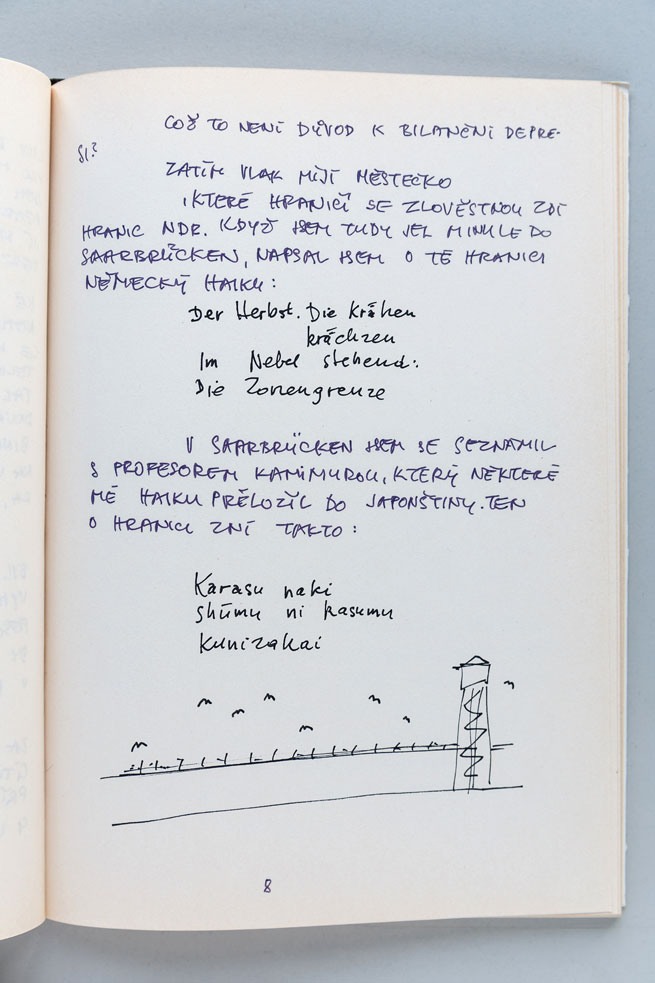 COŽ TO NENÍ DŮVOD K BILANČNÍ DEPRE-
SI?
ZATÍM VLAK MÍJÍ MĚSTEČKO
, KTERÉ HRANIČÍ SE ZLOVĚSTNOU ZDÍ
HRANIC NDR. KDYŽ JSEM TUDY JEL MINULE DO
SAARBRÜCKEN, NAPSAL JSEM O TÉ HRANICI
NĚMECKÝ HAIKU:
Der Herbst. Die Krähen
krächzen
Im Nebel stehend:
Die Zonengrenze
V SAARBRÜCKEN JSEM SE SEZNÁMIL
S PROFESOREM KAMIMUROU, KTERÝ NĚKTERÉ
MÉ HAIKU PŘELOŽIL DO JAPONŠTINY. TEN
O HRANICI ZNÍ TAKTO:
Karasu naki
shūmu ni kasumu
Kunizakai
8